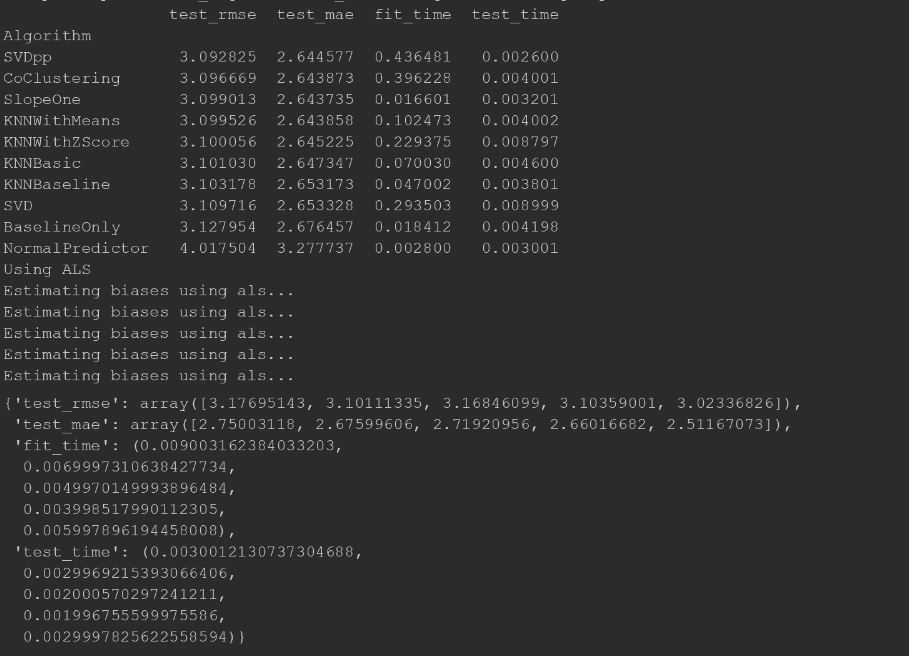 test_rmse  test_mae  fit_time  test_time
Algorithm
SVDpp            3.092825  2.644577  0.436481   0.002600
CoClustering     3.096669  2.643873  0.396228   0.004001
SlopeOne         3.099013  2.643735  0.016601   0.003201
KNNWithMeans     3.099526  2.643858  0.102473   0.004002
KNNWithZScore    3.100056  2.645225  0.229375   0.008797
KNNBasic         3.101030  2.647347  0.070030   0.004600
KNNBaseline      3.103178  2.653173  0.047002   0.003801
SVD              3.109716  2.653328  0.293503   0.008999
BaselineOnly     3.127954  2.676457  0.018412   0.004198
NormalPredictor  4.017504  3.277737  0.002800   0.003001
Using ALS
Estimating biases using als...
Estimating biases using als...
Estimating biases using als...
Estimating biases using als...
Estimating biases using als...
{'test_rmse': array([3.17695143, 3.10111335, 3.16846099, 3.10359001, 3.02336826]),
 'test_mae': array([2.75003118, 2.67599606, 2.71920956, 2.66016682, 2.51167073]),
 'fit_time': (0.009003162384033203,
  0.0069997310638427734,
  0.0049970149993896484,
  0.003998517990112305,
  0.005997896194458008),
 'test_time': (0.0030012130737304688,
  0.0029969215393066406,
  0.002000570297241211,
  0.001996755599975586,
  0.0029997825622558594)}